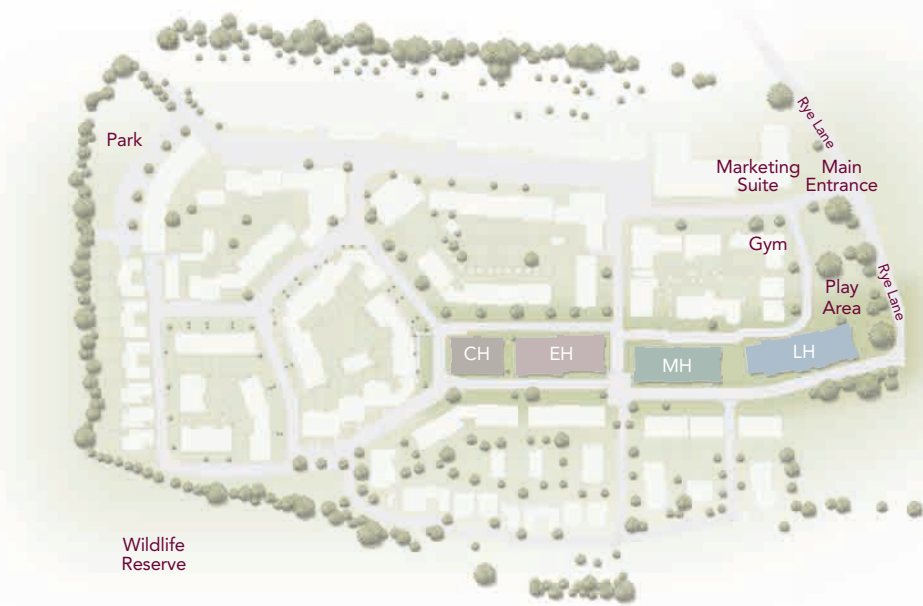 Rye Lane
Park
Marketing
Suite
Main
Entrance
Gym
Rye Lane
Play
Area
CH
EH
MH
LH
Wildlife
Reserve